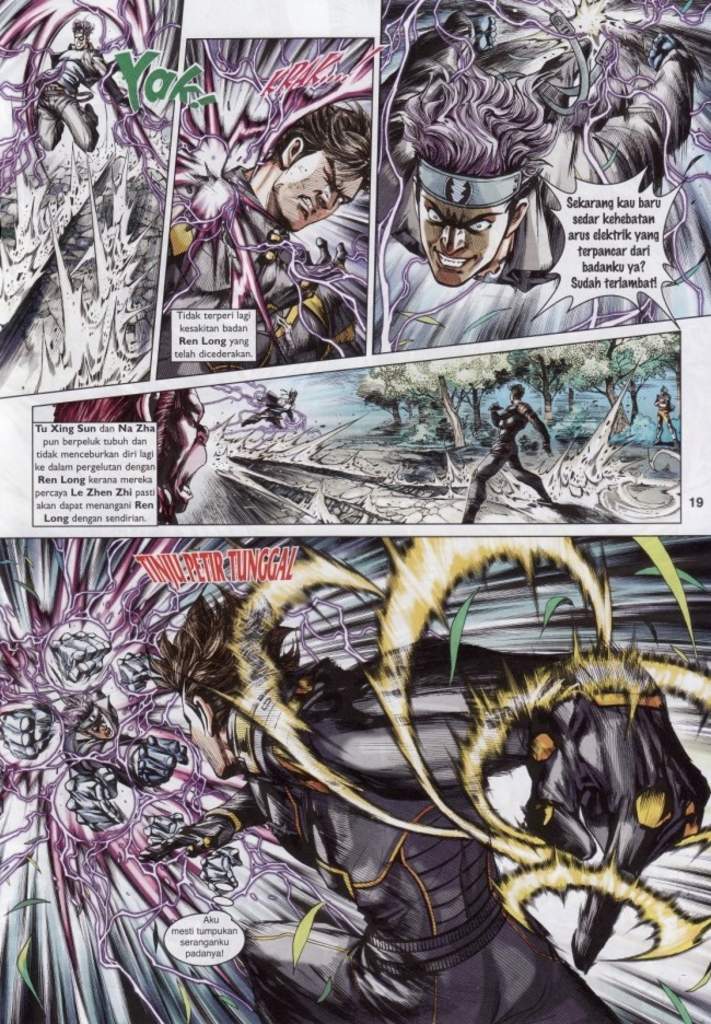 Yak...
KRAK...
Sekarang kau baru
sedar kehebatan
arus elektrik yang
terpancar dari
badanku ya?
Sudah terlambat!
Tidak terperi lagi
kesakitan badan
Ren Long yang
telah dicederakan.
Tu Xing Sun dan Na Zha
pun berpeluk tubuh dan
tidak menceburkan diri lagi
ke dalam pergelutan dengan
Ren Long kerana mereka
percaya Le Zhen Zhi pasti
akan dapat menangani Ren
Long dengan sendirian.
19
TINJU PETIR TUNGGAL
Aku
mesti tumpukan
seranganku
padanya!